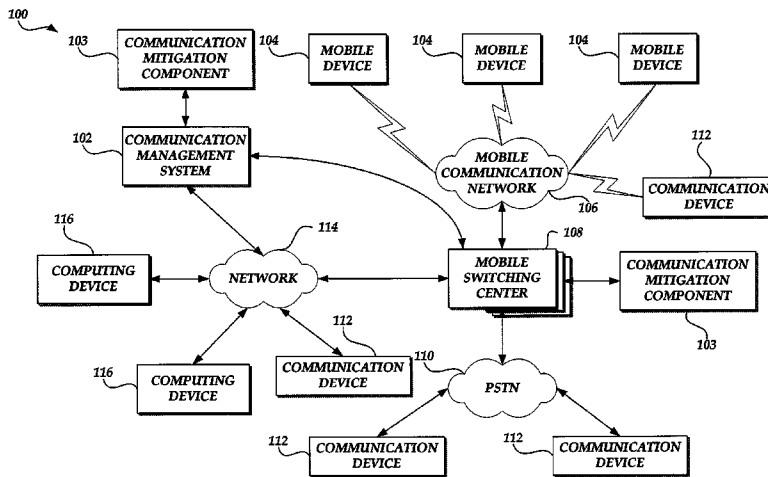 100
103
COMMUNICATION
MITIGATION
COMPONENT
104
MOBILE
DEVICE
104
MOBILE
DEVICE
104
MOBILE
DEVICE
102
COMMUNICATION
MANAGEMENT
SYSTEM
MOBILE
COMMUNICATION
NETWORK
106
112
COMMUNICATION
DEVICE
116
COMPUTING
DEVICE
114
NETWORK
108
MOBILE
SWITCHING
CENTER
COMMUNICATION
MITIGATION
COMPONENT
103
116
COMPUTING
DEVICE
112
COMMUNICATION
DEVICE
110
PSTN
112
COMMUNICATION
DEVICE
112
COMMUNICATION
DEVICE